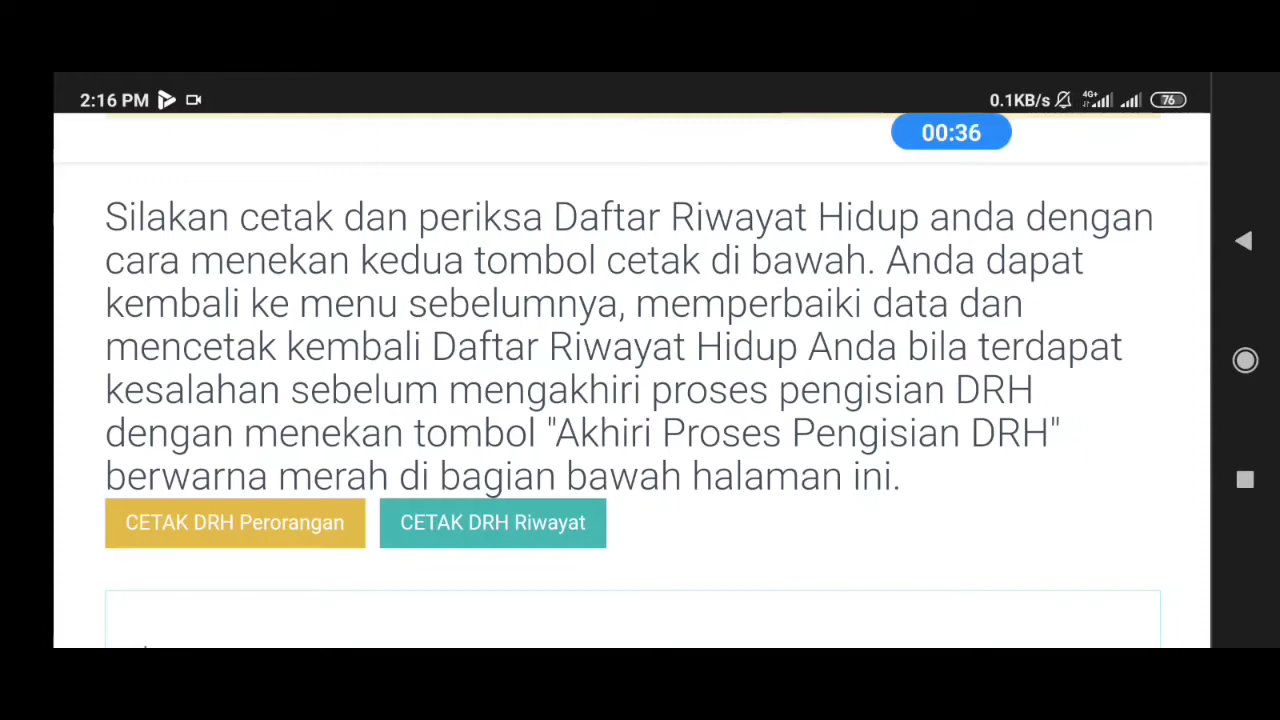 2:16 PM
0.1KB/s 4G+ 76
00:36
Silakan cetak dan periksa Daftar Riwayat Hidup anda dengan
cara menekan kedua tombol cetak di bawah. Anda dapat
kembali ke menu sebelumnya, memperbaiki data dan
mencetak kembali Daftar Riwayat Hidup Anda bila terdapat
kesalahan sebelum mengakhiri proses pengisian DRH
dengan menekan tombol "Akhiri Proses Pengisian DRH"
berwarna merah di bagian bawah halaman ini.
CETAK DRH Perorangan
CETAK DRH Riwayat